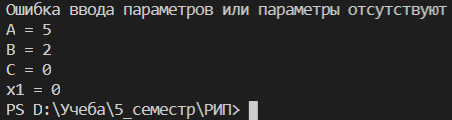 Ошибка ввода параметров или параметры отсутствуют
A = 5
B = 2
C = 0
x1 = 0
PS D:\Учеба\5_семестр\РИП>